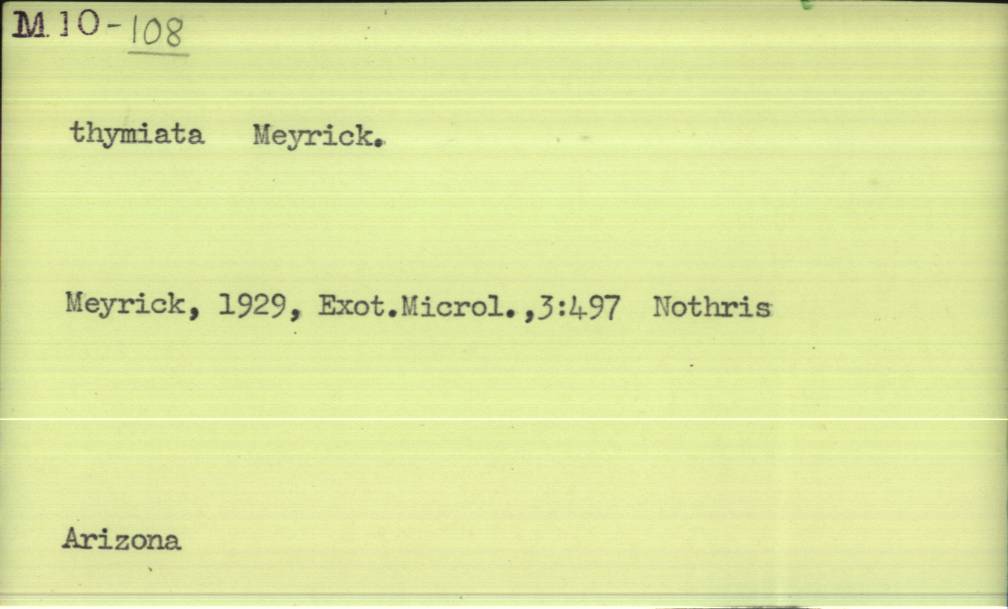 M 10-108
thymiata Meyrick.
Meyrick, 1929, Exot.Microl.,3:497 Nothris
Arizona